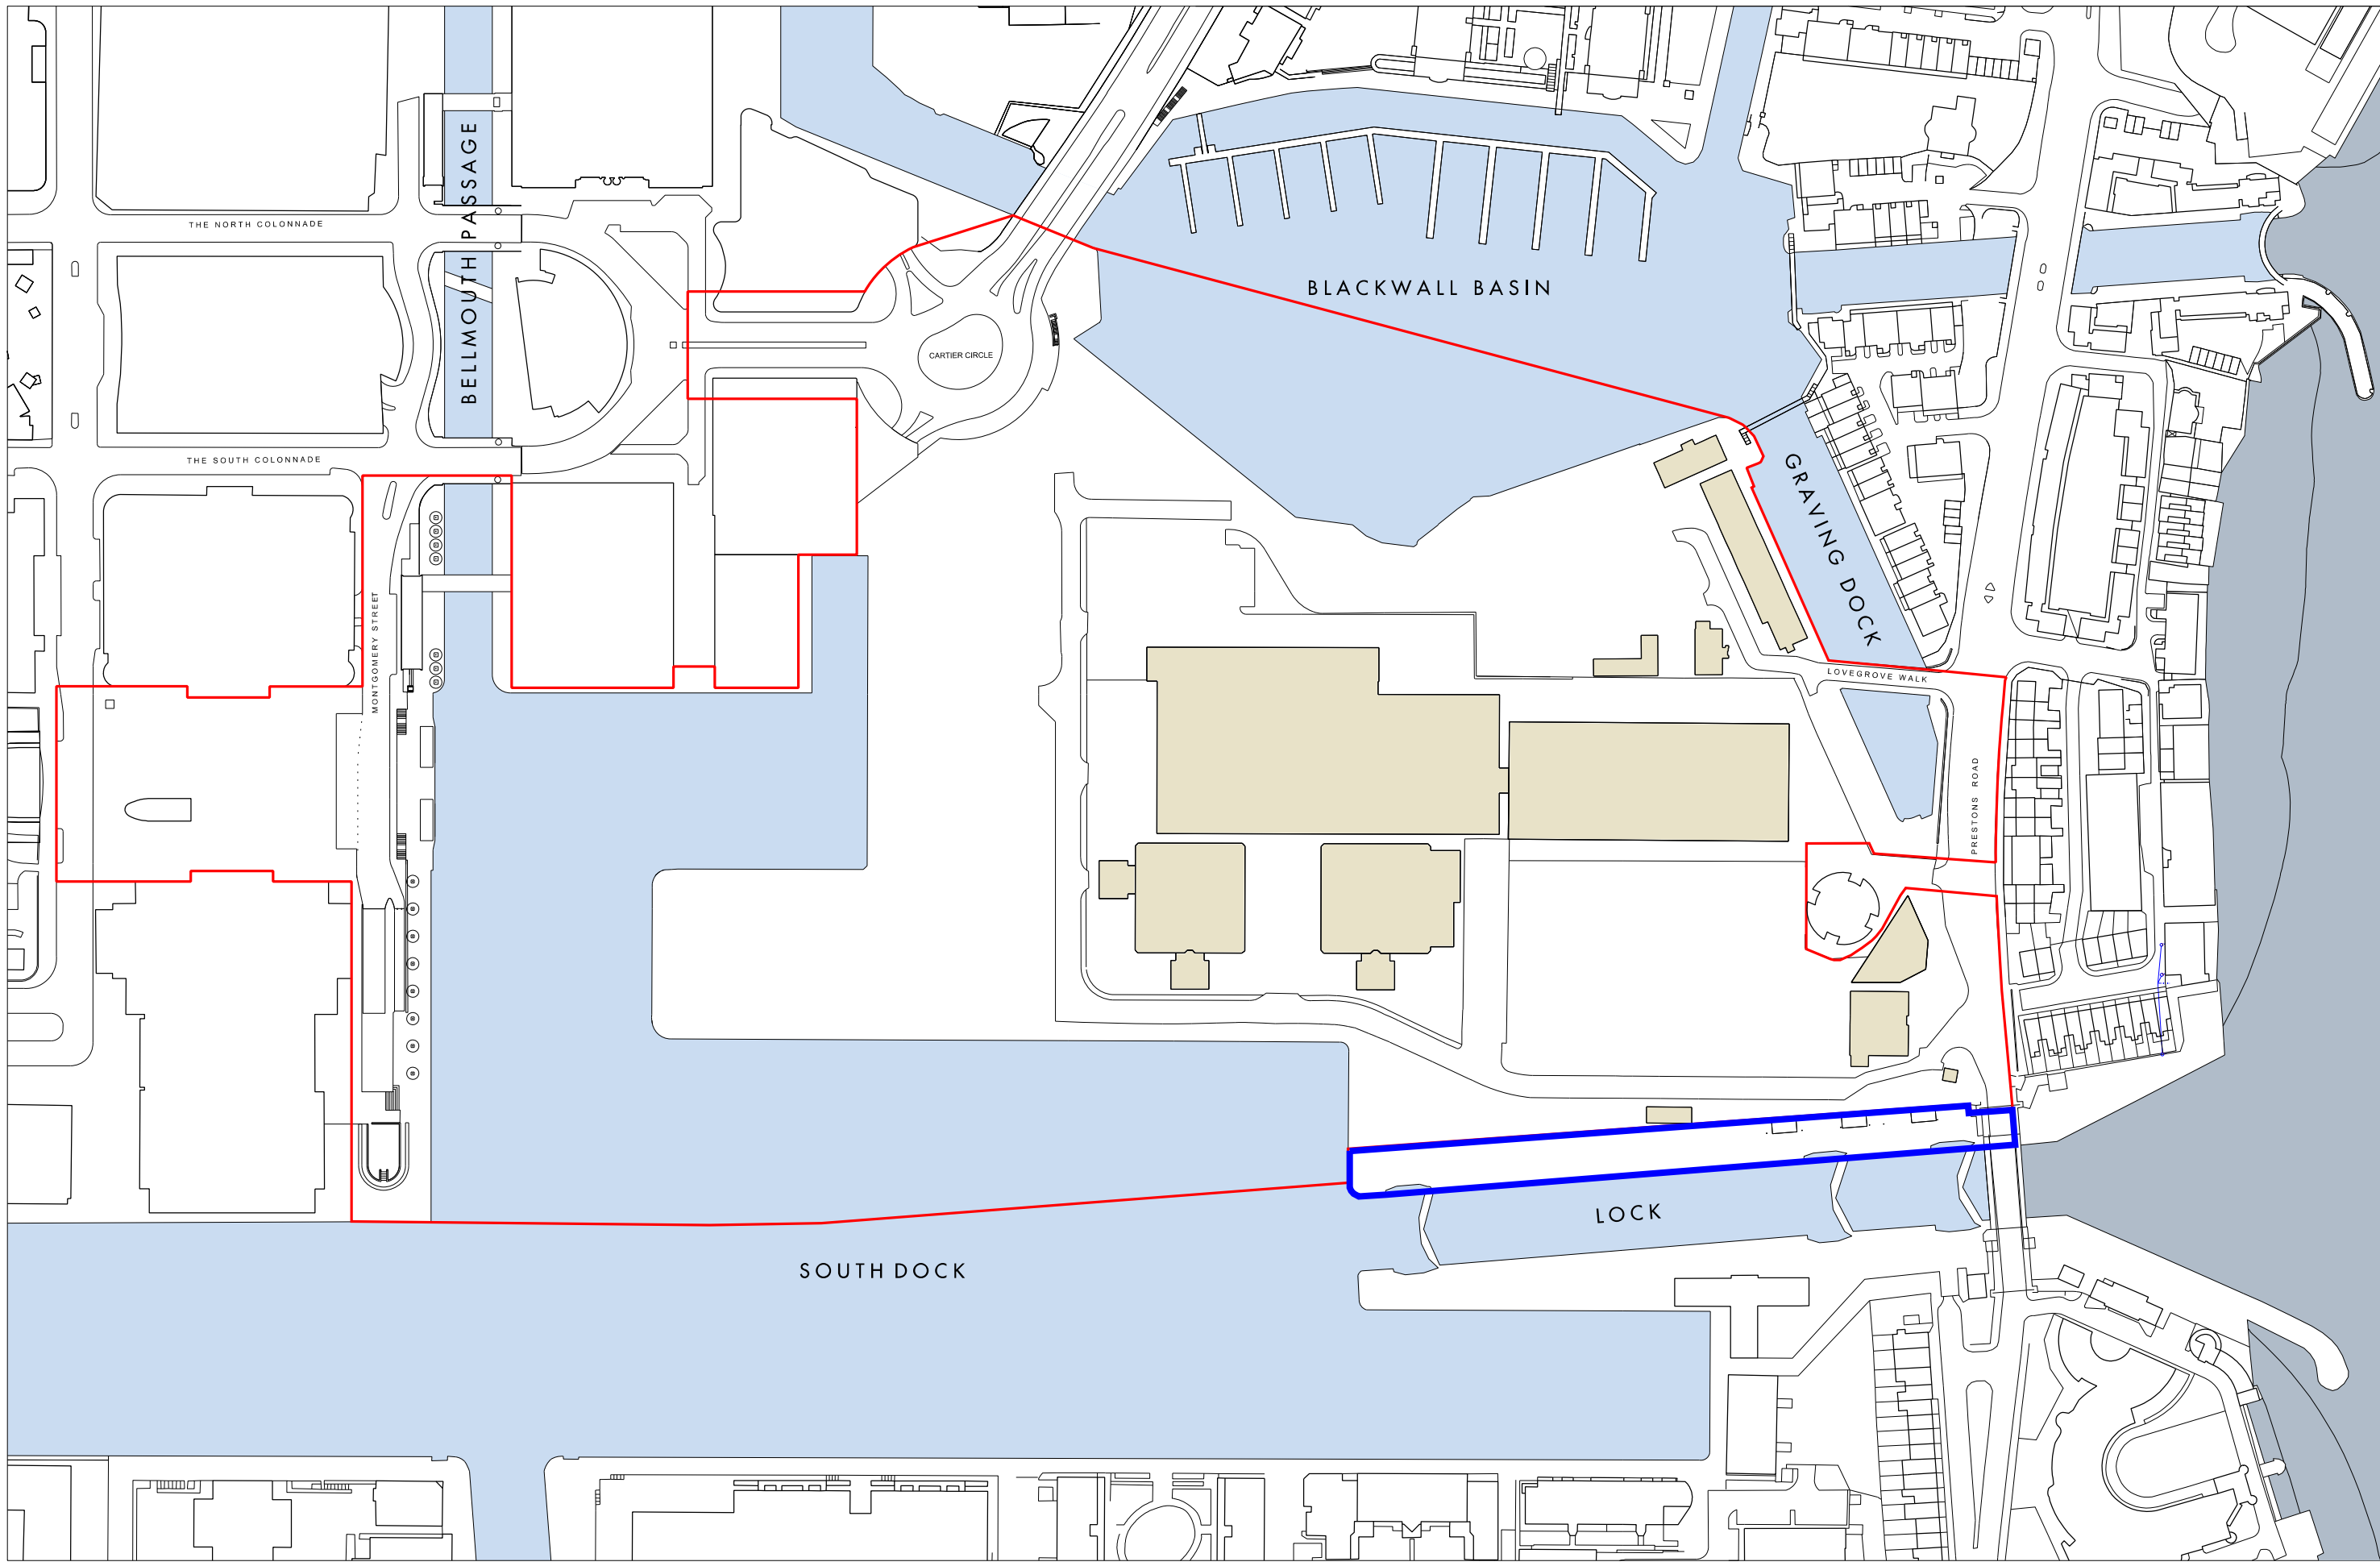 BELLMOUTH PASSAGE
THE NORTH COLONNADE
BLACKWALL BASIN
CARTIER CIRCLE
THE SOUTH COLONNADE
GRAVING DOCK
MONTGOMERY STREET
LOVEGROVE WALK
PRESTONS ROAD
LOCK
SOUTH DOCK